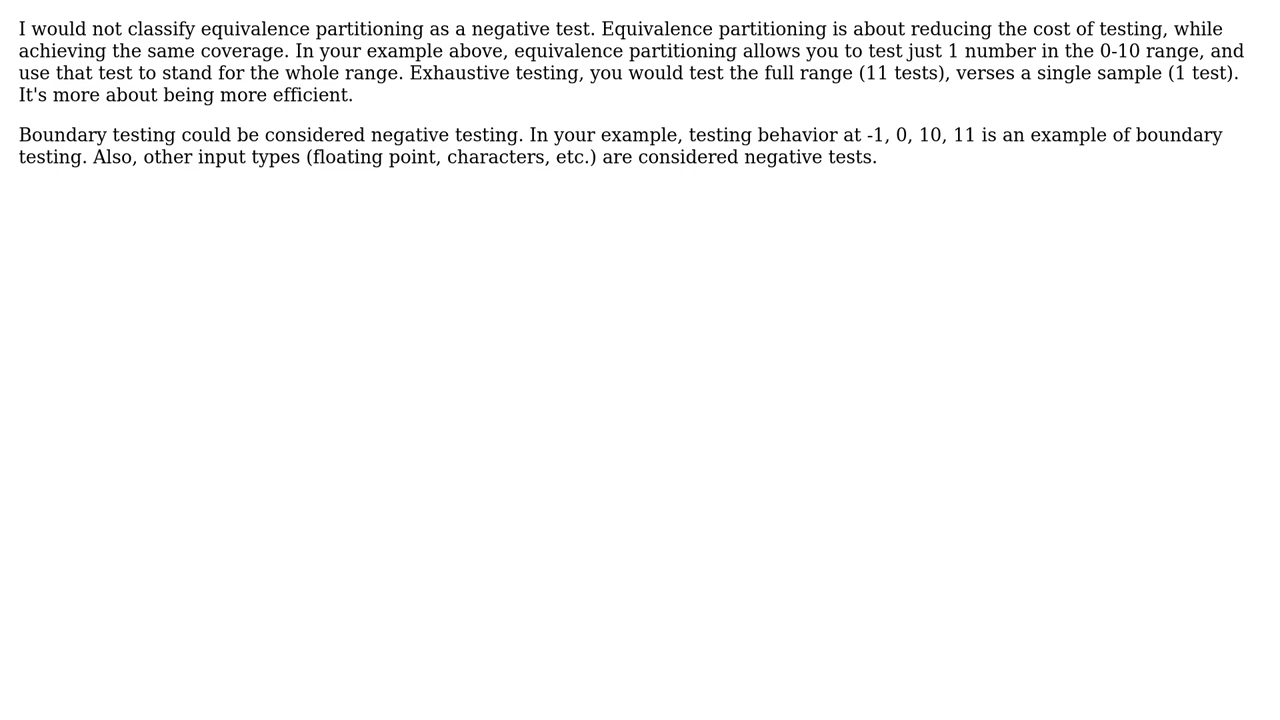 I would not classify equivalence partitioning as a negative test. Equivalence partitioning is about reducing the cost of testing, while
achieving the same coverage. In your example above, equivalence partitioning allows you to test just 1 number in the 0-10 range, and
use that test to stand for the whole range. Exhaustive testing, you would test the full range (11 tests), verses a single sample (1 test).
It's more about being more efficient.
Boundary testing could be considered negative testing. In your example, testing behavior at -1, 0, 10, 11 is an example of boundary
testing. Also, other input types (floating point, characters, etc.) are considered negative tests.